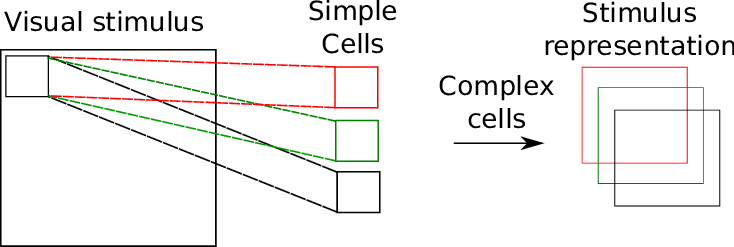 Visual stimulus
Simple
Cells
Complex
cells
Stimulus
representation